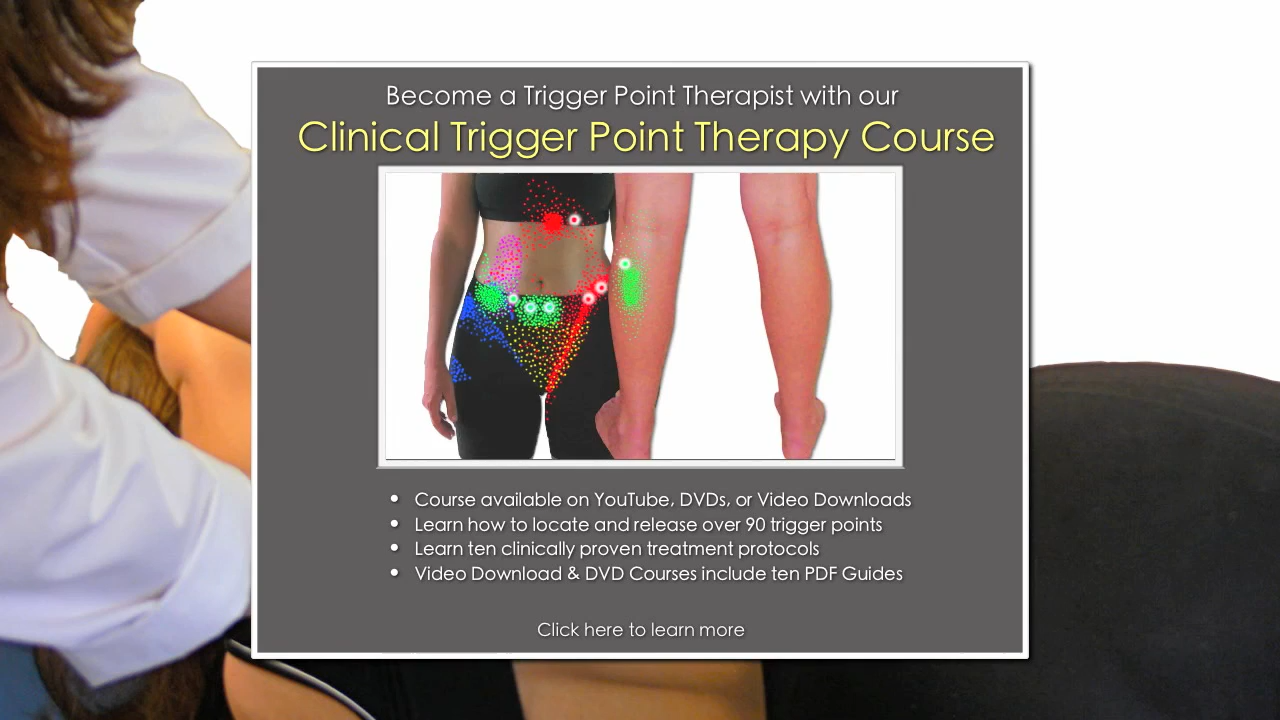 Become a Trigger Point Therapist with our
Clinical Trigger Point Therapy Course
• Course available on YouTube, DVDs, or Video Downloads
• Learn how to locate and release over 90 trigger points
• Learn ten clinically proven treatment protocols
• Video Download & DVD Courses include ten PDF Guides
Click here to learn more